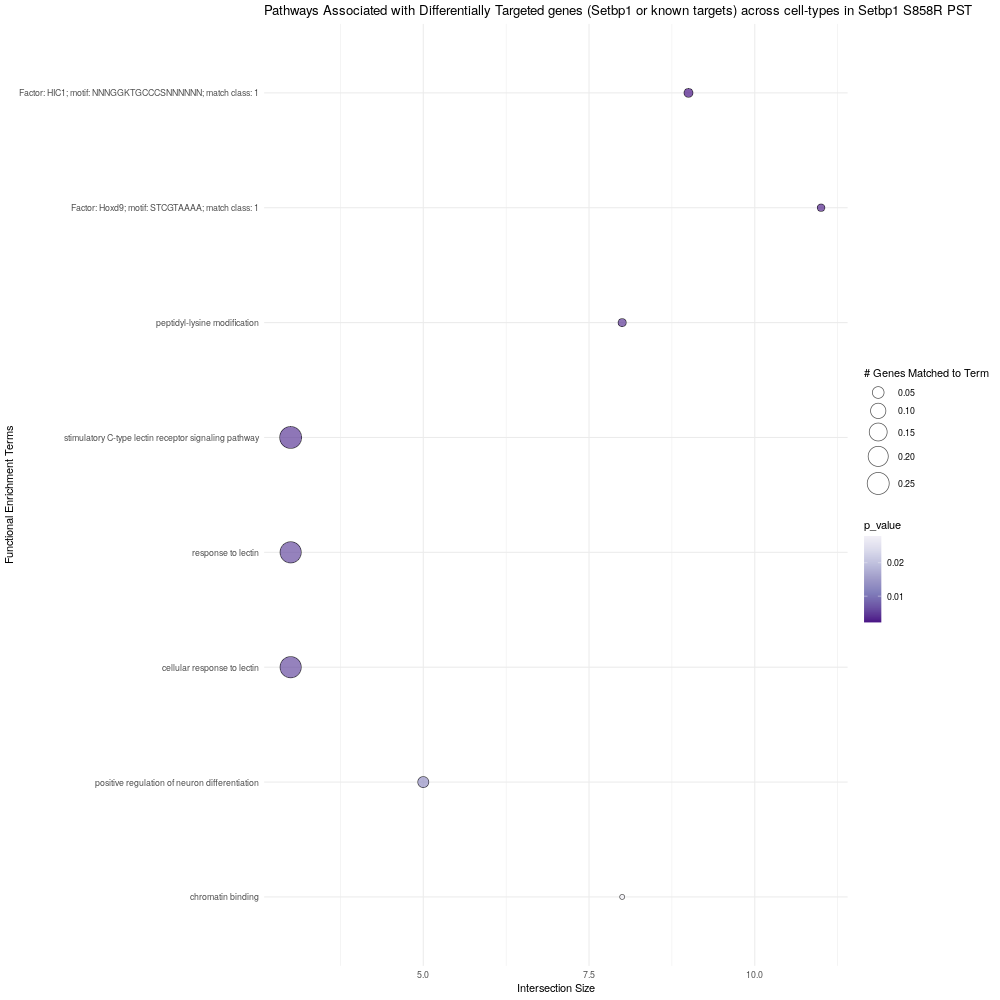 Pathways Associated with Differentially Targeted genes (Setbp1 or known targets) across cell-types in Setbp1 S858R PST
Factor: HIC1; motif: NNNGGKTGCCCSNNNNNN; match class: 1
Factor: Hoxd9; motif: STCGTAAAA; match class: 1
peptidyl-lysine modification
stimulatory C-type lectin receptor signaling pathway
response to lectin
cellular response to lectin
positive regulation of neuron differentiation
chromatin binding
Functional Enrichment Terms
5.0
7.5
10.0
Intersection Size
# Genes Matched to Term
0.05
0.10
0.15
0.20
0.25
p_value
0.02
0.01